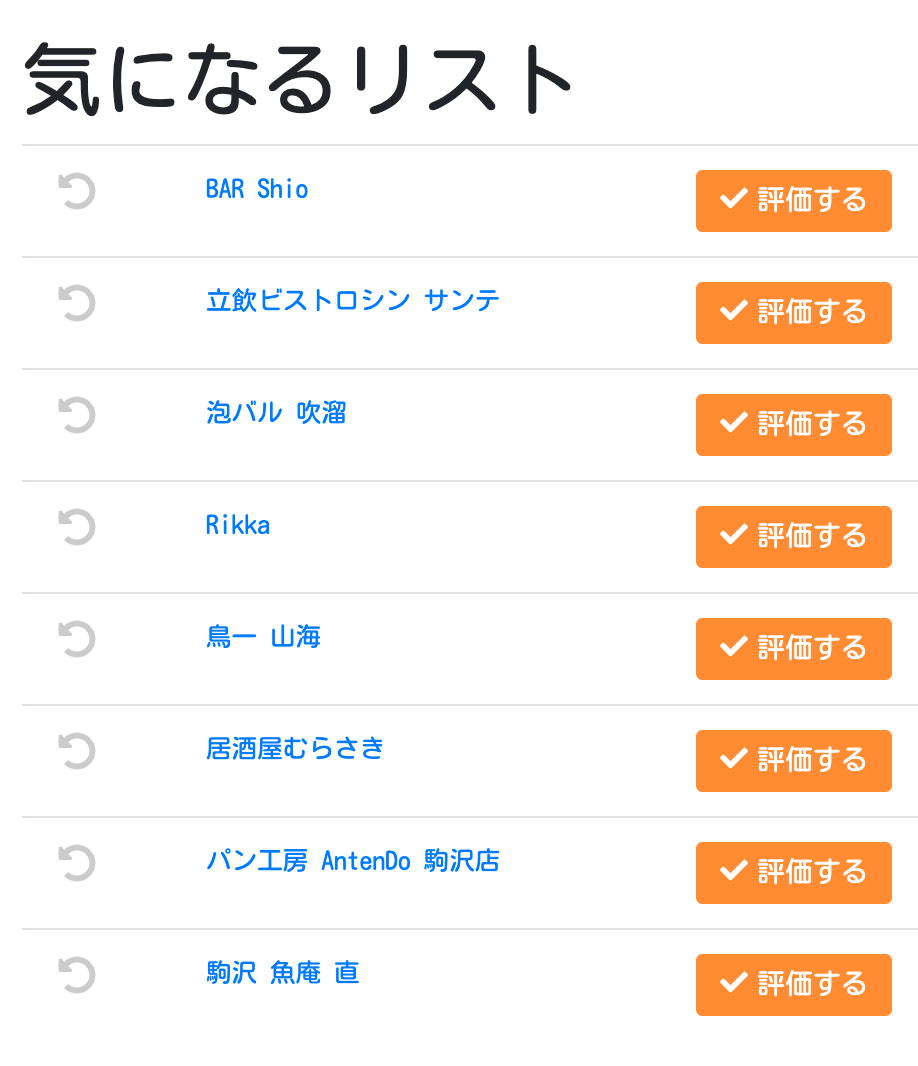 気になるリスト
BAR Shio 評価する
立飲ビストロシン サンテ 評価する
泡バル 吹溜 評価する
Rikka 評価する
鳥一 山海 評価する
居酒屋むらさき 評価する
パン工房 AntenDo 駒沢店 評価する
駒沢 魚庵 直 評価する